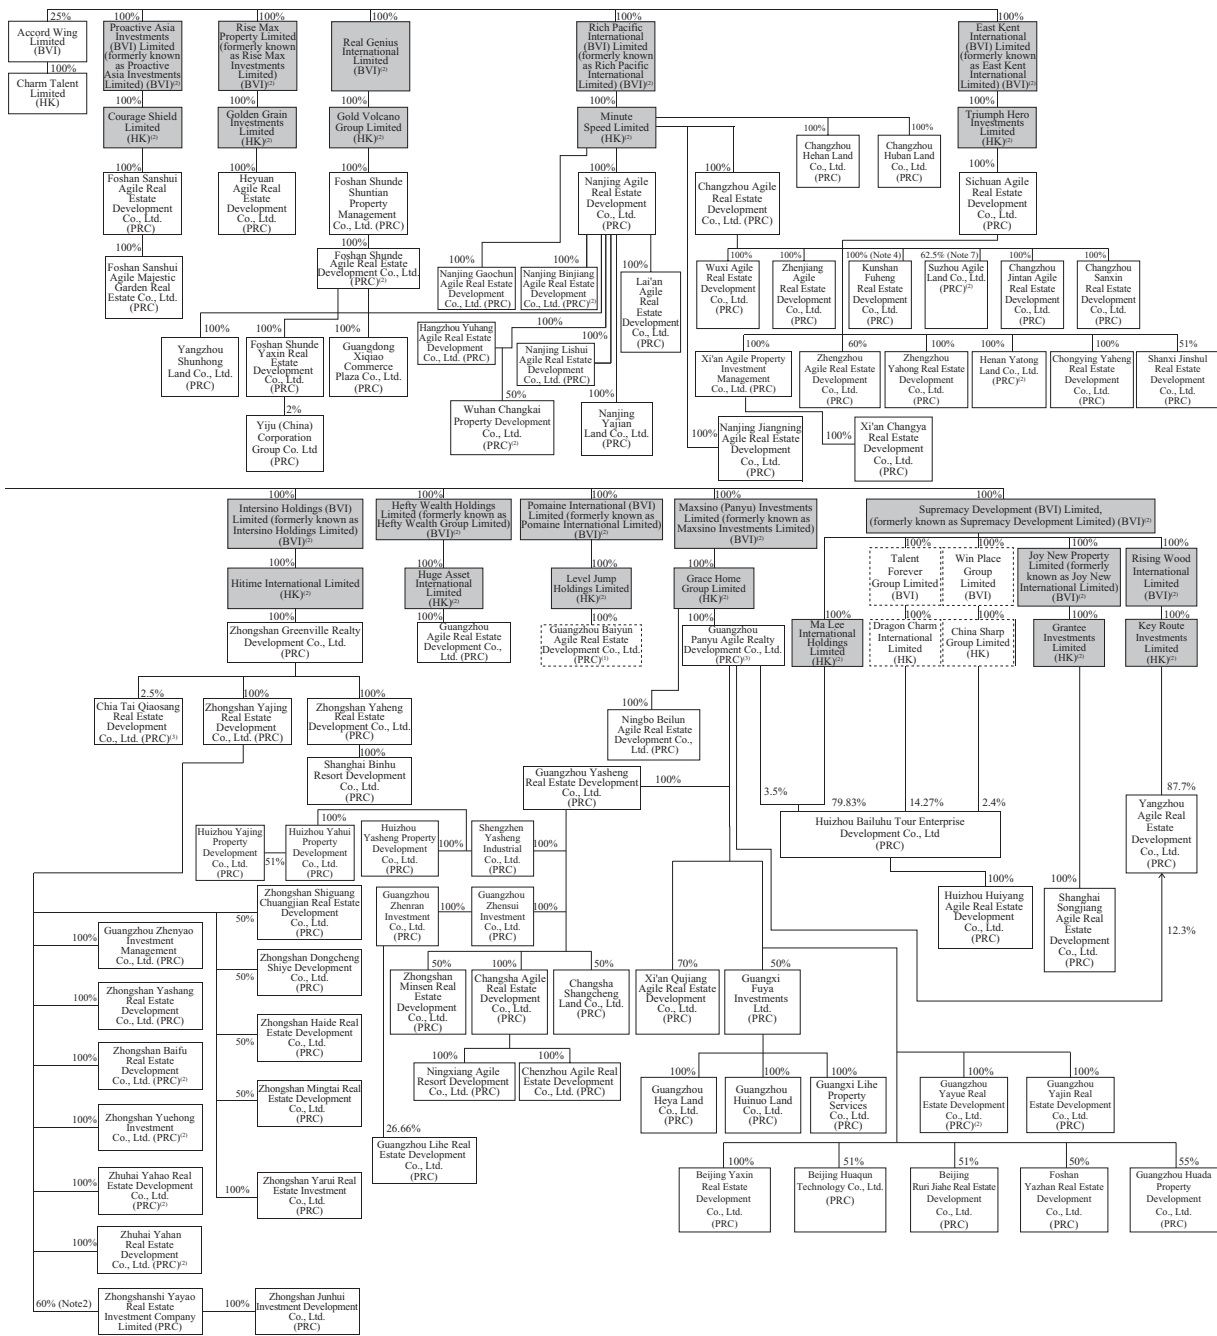 25%
Accord Wing
Limited
(BVI)
100%
Charm Talent
Limited
(HK)
100%
Proactive Asia
Investments
(BVI) Limited
(formerly known
as Proactive
Asia Investments
Limited) (BVI)(2)
100%
Courage Shield
Limited
(HK)(2)
100%
Foshan Sanshui
Agile Real
Estate
Development
Co., Ltd.
(PRC)
100%
Foshan Sanshui
Agile Majestic
Garden Real
Estate Co., Ltd.
(PRC)
100%
Rise Max
Property Limited
(formerly known
as Rise Max
Investments
Limited)
(BVI)(2)
100%
Golden Grain
Investments
Limited
(HK)(2)
100%
Heyuan
Agile Real
Estate
Development
Co., Ltd.
(PRC)
100%
Real Genius
International
Limited
(BVI)(2)
100%
Gold Volcano
Group Limited
(HK)(2)
100%
Foshan Shunde
Shuntian
Property
Management
Co., Ltd. (PRC)
100%
Foshan Shunde
Agile Real Estate
Development Co., Ltd.
(PRC)(2)
100%
Yangzhou
Shunhong
Land Co., Ltd.
(PRC)
100%
Foshan Shunde
Yaxin Real
Estate
Development
Co., Ltd. (PRC)
2%
Yiju (China)
Corporation
Group Co. Ltd
(PRC)
100%
Guangdong
Xiqiao
Commerce
Plaza Co., Ltd.
(PRC)
100%
Rich Pacific
International
(BVI) Limited
(formerly known
as Rich Pacific
International
Limited) (BVI)(2)
100%
Minute
Speed Limited
(HK)(2)
100%
Nanjing Agile
Real Estate
Development
Co., Ltd.
(PRC)
100%
Nanjing Gaochun
Agile Real Estate
Development
Co., Ltd. (PRC)
100%
Nanjing Binjiang
Agile Real Estate
Development
Co., Ltd. (PRC)(2)
100%
Lai'an
Agile
Real
Estate
Development
Co., Ltd.
(PRC)
Hangzhou Yuhang
Agile Real Estate
Development
Co., Ltd. (PRC)
100%
100%
Nanjing Lishui
Agile Real Estate
Development
Co., Ltd. (PRC)
50%
Wuhan Changkai
Property Development
Co., Ltd.
(PRC)(2)
100%
Nanjing
Yajian
Land Co., Ltd.
(PRC)
100%
Changzhou Agile
Real Estate
Development
Co., Ltd. (PRC)
100%
Changzhou
Hehan Land
Co., Ltd.
(PRC)
100%
Changzhou
Huban Land
Co., Ltd.
(PRC)
100%
East Kent
International
(BVI) Limited
(formerly known
as East Kent
International
Limited) (BVI)(2)
100%
Triumph Hero
Investments
Limited
(HK)(2)
100%
Sichuan Agile
Real Estate
Development
Co., Ltd.
(PRC)
100%
Wuxi Agile
Real Estate
Development
Co., Ltd.
(PRC)
100%
Zhenjiang
Agile
Real Estate
Development
Co., Ltd.
(PRC)
100% (Note 4)
Kunshan
Fusheng
Real Estate
Development
Co., Ltd.
(PRC)
62.5% (Note 7)
Suzhou Agile
Land Co., Ltd.
(PRC)(2)
100%
Changzhou
Jintan Agile
Real Estate
Development
Co., Ltd.
(PRC)
100%
Changzhou
Sanxin
Real Estate
Development
Co., Ltd.
(PRC)
100%
Xi'an Agile Property
Investment
Management Co.,
Ltd. (PRC)
60%
Zhengzhou
Agile Real Estate
Development
Co., Ltd.
(PRC)
100%
Zhengzhou
Yahong Real Estate
Development
Co., Ltd.
(PRC)
100%
Henan Yatong
Land Co., Ltd.
(PRC)(2)
100%
Chongying Yaheng
Real Estate
Development
Co., Ltd.
(PRC)
51%
Shanxi Jinshul
Real Estate
Development
Co., Ltd.
(PRC)
100%
Nanjing Jiangning
Agile Real Estate
Development
Co., Ltd.
(PRC)
100%
Xi'an Changya
Real Estate
Development
Co., Ltd.
(PRC)
100%
Intersino Holdings (BVI)
Limited (formerly known as
Intersino Holdings Limited)
(BVI)(2)
100%
Hitime International Limited
(HK)(2)
100%
Zhongshan Greenville Realty
Development Co., Ltd.
(PRC)
2.5%
Chia Tai Qiaosang
Real Estate
Development
Co., Ltd. (PRC)(3)
100%
Zhongshan Yajing
Real Estate
Development
Co., Ltd. (PRC)
100%
Zhongshan Yaheng
Real Estate
Development Co., Ltd.
(PRC)
100%
Shanghai Binhu
Resort Development
Co., Ltd.
(PRC)
100%
Hefty Wealth Holdings
Limited (formerly known as
Hefty Wealth Group Limited)
(BVI)(2)
100%
Huge Asset
International
Limited
(HK)(2)
100%
Guangzhou
Agile Real Estate
Development Co.,
Ltd. (PRC)
100%
Pomaine International (BVI)
Limited (formerly known as
Pomaine International Limited)
(BVI)(2)
100%
Level Jump
Holdings Limited
(HK)(2)
100%
Guangzhou Baiyun
Agile Real Estate
Development Co., Ltd.
(PRC)(1)
100%
Maxsino (Panyu) Investments
Limited (formerly known as
Maxsino Investments Limited)
(BVI)(2)
100%
Grace Home
Group Limited
(HK)(2)
100%
Guangzhou
Panyu Agile Realty
Development Co., Ltd.
(PRC)(3)
100%
Ningbo Beilun
Agile Real Estate
Development Co.,
Ltd. (PRC)
100%
Supremacy Development (BVI) Limited,
(formerly known as Supremacy Development Limited) (BVI)(2)
100%
Ma Lee
International
Holdings
Limited
(HK)(2)
100%
Talent
Forever
Group Limited
(BVI)
100%
Dragon Charm
International
Limited
(HK)
100%
Win Place
Group
Limited
(BVI)
100%
China Sharp
Group Limited
(HK)
100%
Joy New Property
Limited (formerly
known as Joy New
International Limited)
(BVI)(2)
100%
Grantee
Investments
Limited
(HK)(2)
100%
Rising Wood
International
Limited
(BVI)(2)
100%
Key Route
Investments
Limited
(HK)(2)
Guangzhou Yasheng
Real Estate Development
Co., Ltd.
(PRC)
100%
3.5%
79.83%
14.27%
2.4%
Huizhou Bailuhu Tour Enterprise
Development Co., Ltd
(PRC)
87.7%
Yangzhou
Agile Real
Estate
Development
Co., Ltd.
(PRC)
12.3%
100%
Huizhou Huiyang
Agile Real Estate
Development
Co., Ltd.
(PRC)
100%
Shanghai
Songjiang
Agile Real
Estate
Development
Co., Ltd.
(PRC)
Huizhou Yajing
Property
Development
Co., Ltd.
(PRC)
51%
100%
Huizhou Yahui
Property
Development
Co., Ltd.
(PRC)
Huizhou
Yasheng Property
Development
Co., Ltd.
(PRC)
100%
Shengzhen
Yasheng
Industrial
Co., Ltd.
(PRC)
100%
Guangzhou
Zhenran
Investment
Co., Ltd.
(PRC)
100%
Guangzhou
Zhensui
Investment
Co., Ltd.
(PRC)
100%
50%
Zhongshan Shiguang
Chuangjian Real Estate
Development
Co., Ltd.
(PRC)
100%
Guangzhou Zhenyao
Investment
Management
Co., Ltd. (PRC)
50%
Zhongshan Dongcheng
Shiye Development
Co., Ltd.
(PRC)
100%
Zhongshan Yashang
Real Estate
Development
Co., Ltd. (PRC)
50%
Zhongshan Haide Real
Estate Development
Co., Ltd.
(PRC)
100%
Zhongshan Baifu
Real Estate
Development
Co., Ltd. (PRC)(2)
50%
Zhongshan Mingtai Real
Estate Development
Co., Ltd.
(PRC)
100%
Zhongshan Yuehong
Investment
Co., Ltd. (PRC)(2)
100%
Zhuhai Yahao Real
Estate Development
Co., Ltd.
(PRC)(2)
100%
Zhongshan Yarui Real
Estate Investment Co.,
Ltd.
(PRC)
100%
Zhuhai Yahan
Real Estate
Development
Co., Ltd. (PRC)(2)
60% (Note2)
Zhongshanshi Yayao
Real Estate
Investment Company
Limited (PRC)
100%
Zhongshan Junhui
Investment Development
Co., Ltd.
(PRC)
50%
Zhongshan
Minsen Real
Estate
Development
Co., Ltd.
(PRC)
100%
Changsha Agile
Real Estate
Development
Co., Ltd.
(PRC)
50%
Changsha
Shangcheng
Land Co., Ltd.
(PRC)
100%
Ningxiang Agile
Resort Development
Co., Ltd. (PRC)
100%
Chenzhou Agile Real
Estate Development
Co., Ltd. (PRC)
26.66%
Guangzhou Lihe Real
Estate Development
Co., Ltd.
(PRC)
70%
Xi'an Qujiang
Agile Real Estate
Development
Co., Ltd.
(PRC)
50%
Guangxi
Fuya
Investments
Ltd.
(PRC)
100%
Guangzhou
Heya Land
Co., Ltd.
(PRC)
100%
Guangzhou
Huinuo Land
Co., Ltd.
(PRC)
100%
Guangxi Lihe
Property
Services
Co., Ltd.
(PRC)
100%
Guangzhou
Yayue Real
Estate Development
Co., Ltd.
(PRC)(2)
100%
Guangzhou
Yajin Real
Estate Development
Co., Ltd.
(PRC)
100%
Beijing Yaxin
Real Estate
Development
Co., Ltd.
(PRC)
51%
Beijing Huaqun
Technology Co., Ltd.
(PRC)
51%
Beijing
Ruri Jiahe Real Estate
Development
Co., Ltd.
(PRC)
50%
Foshan
Yazhan Real Estate
Development
Co., Ltd.
(PRC)
55%
Guangzhou Huada
Property
Development
Co., Ltd.
(PRC)